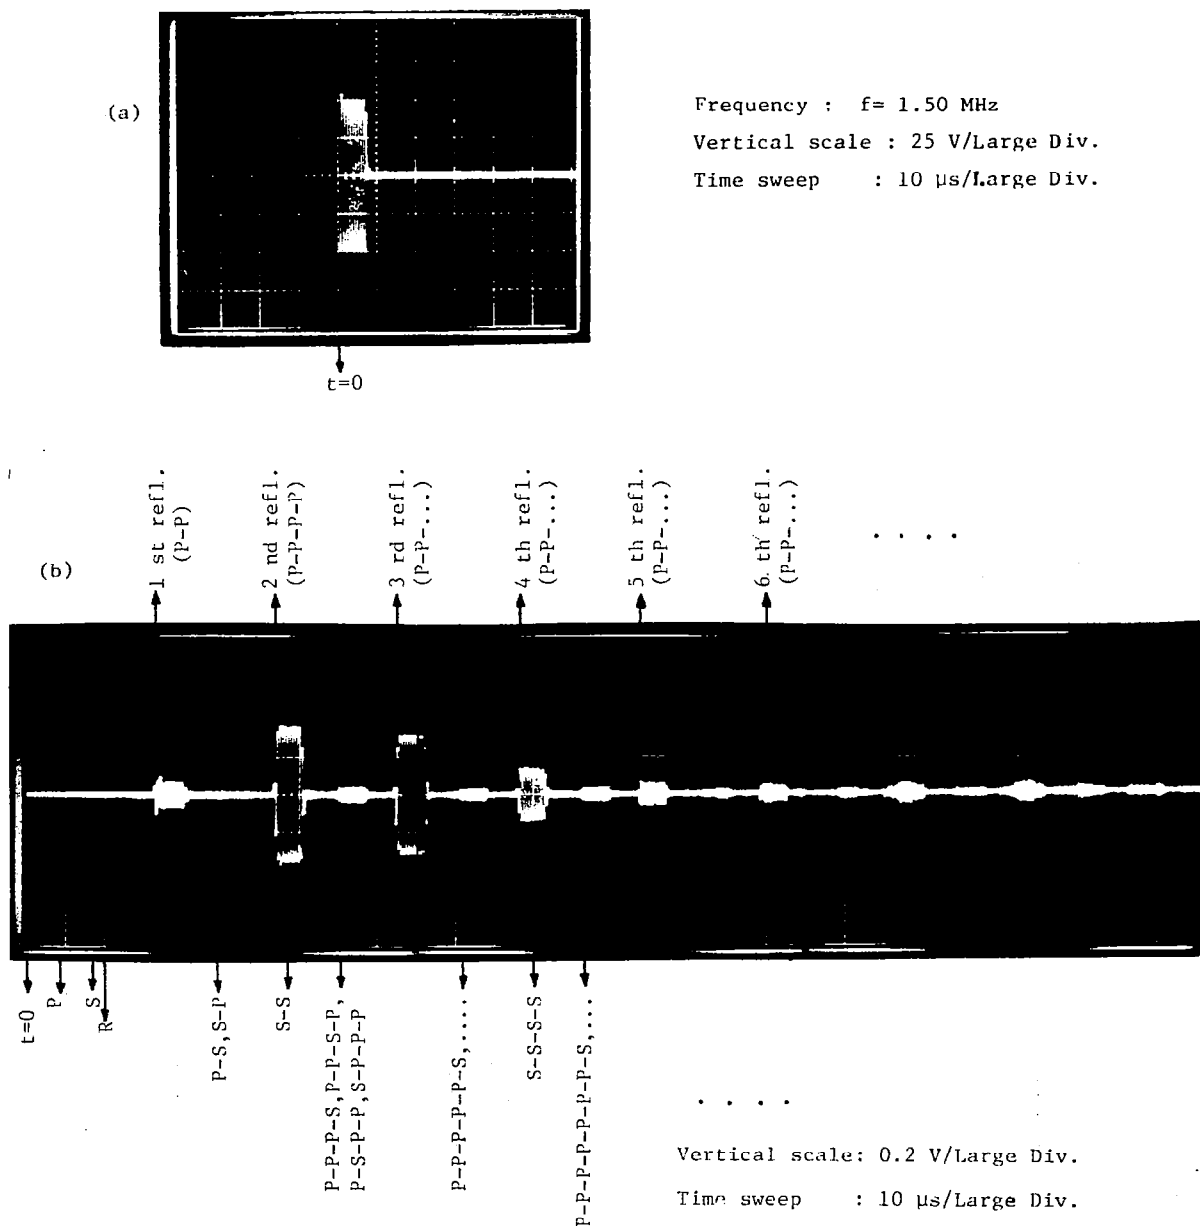 (a)
Frequency : f= 1.50 MHz
Vertical scale : 25 V/Large Div.
Time sweep : 10 µs/Large Div.
t=0
(b)
1 st refl.
(P-P)
2 nd refl.
(P-P-P-P)
3 rd refl.
(P-P-...)
4 th refl.
(P-P-...)
5 th refl.
(P-P-...)
6 th refl.
(P-P-...)
. . . .
t=0
P
S
R
P-S,S-P
S-S
P-P-P-S,P-P-S-P,
P-S-P-P,S-P-P-P
P-P-P-P-P-S,....
S-S-S-S
P-P-P-P-P-P-P-S,...
. . . .
Vertical scale: 0.2 V/Large Div.
Time sweep : 10 µs/Large Div.